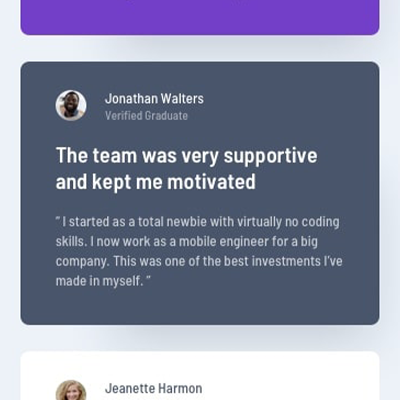 Jonathan Walters
Verified Graduate
The team was very supportive
and kept me motivated
“ I started as a total newbie with virtually no coding
skills. I now work as a mobile engineer for a big
company. This was one of the best investments I’ve
made in myself. ”
Jeanette Harmon